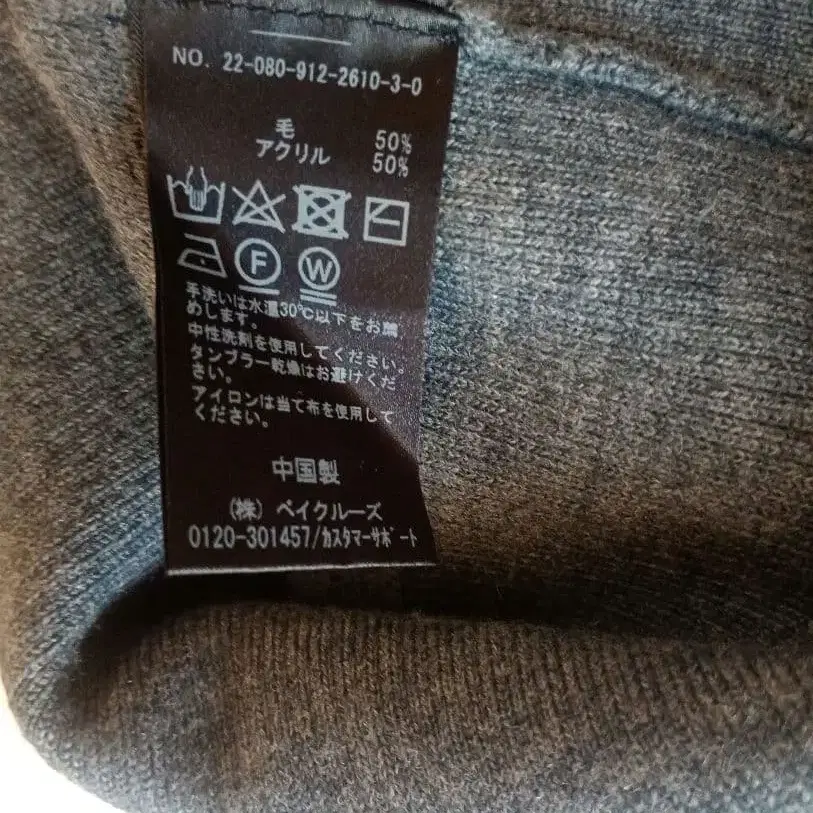 NO. 22-080-912-2610-3-0
毛 50%
アクリル 50%
F W
手洗いは水温30℃以下をお薦
めします。
中性洗剤を使用してください。
タンブラー乾燥はお避けくだ
さい。
アイロンは当て布を使用して
ください。
中国製
(株) ベイクルーズ
0120-301457/カスタマーサポート